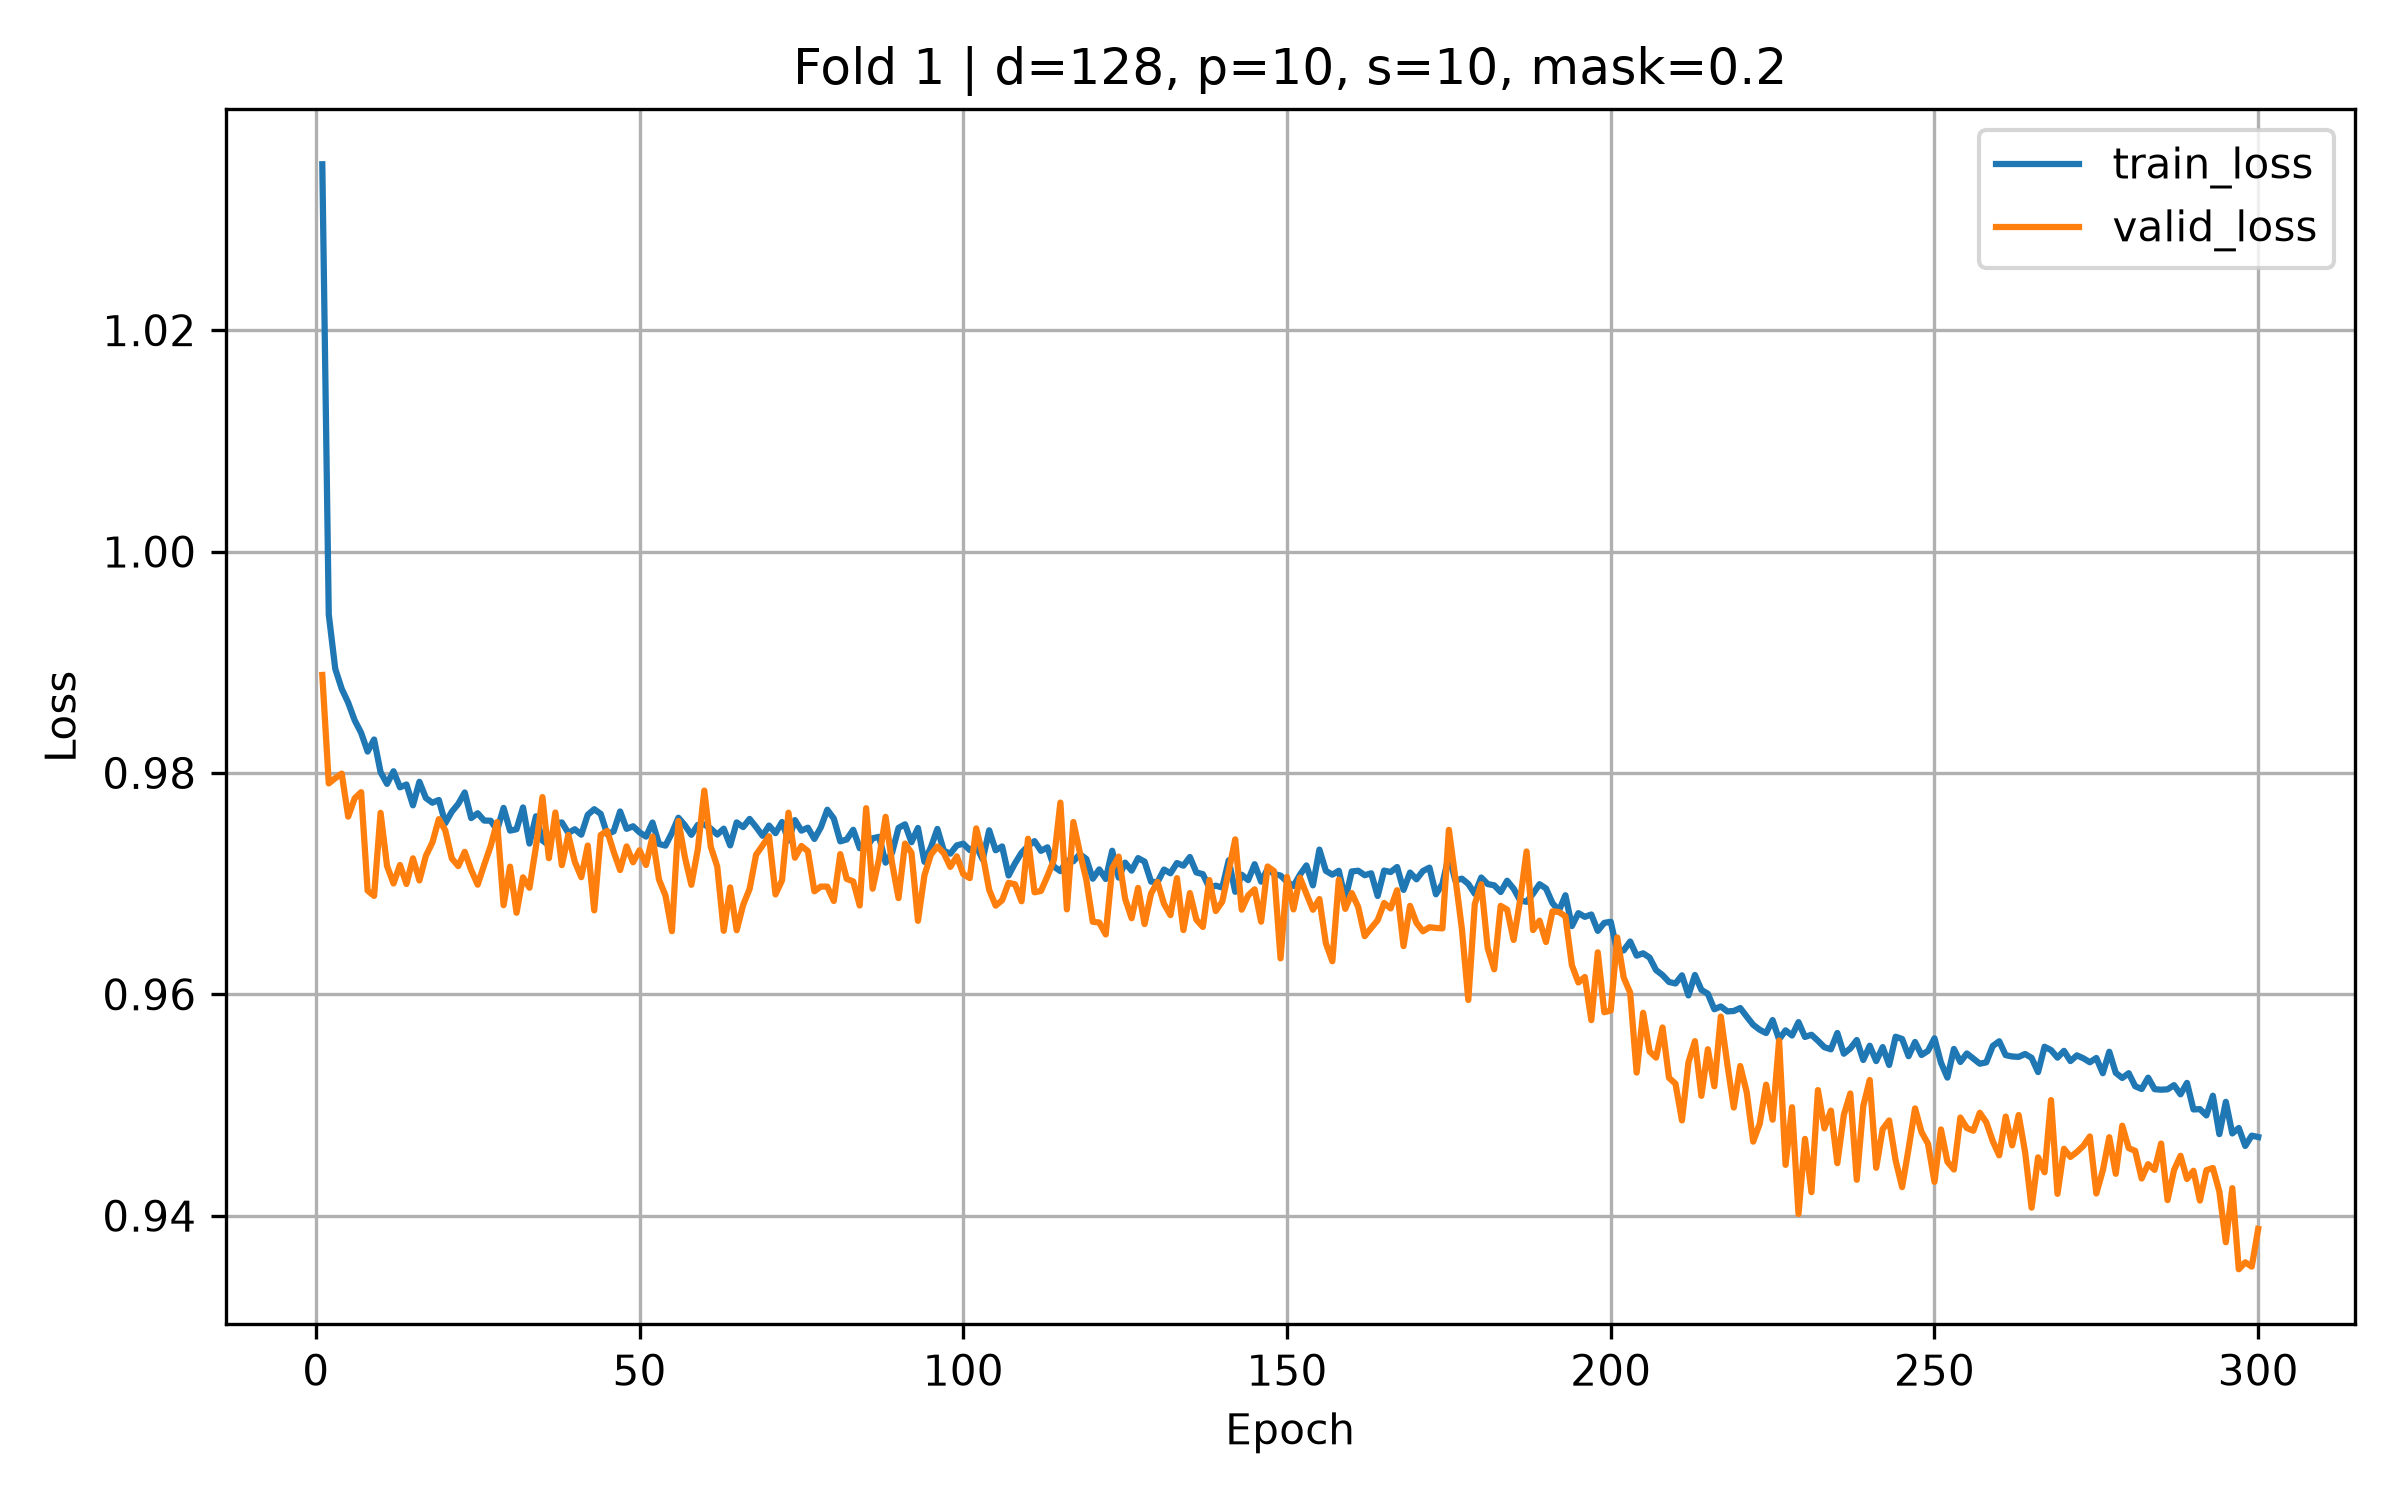 Fold 1 | d=128, p=10, s=10, mask=0.2
train_loss
valid_loss
1.02
1.00
0.98
0.96
0.94
Loss
0 50 100 150 200 250 300
Epoch